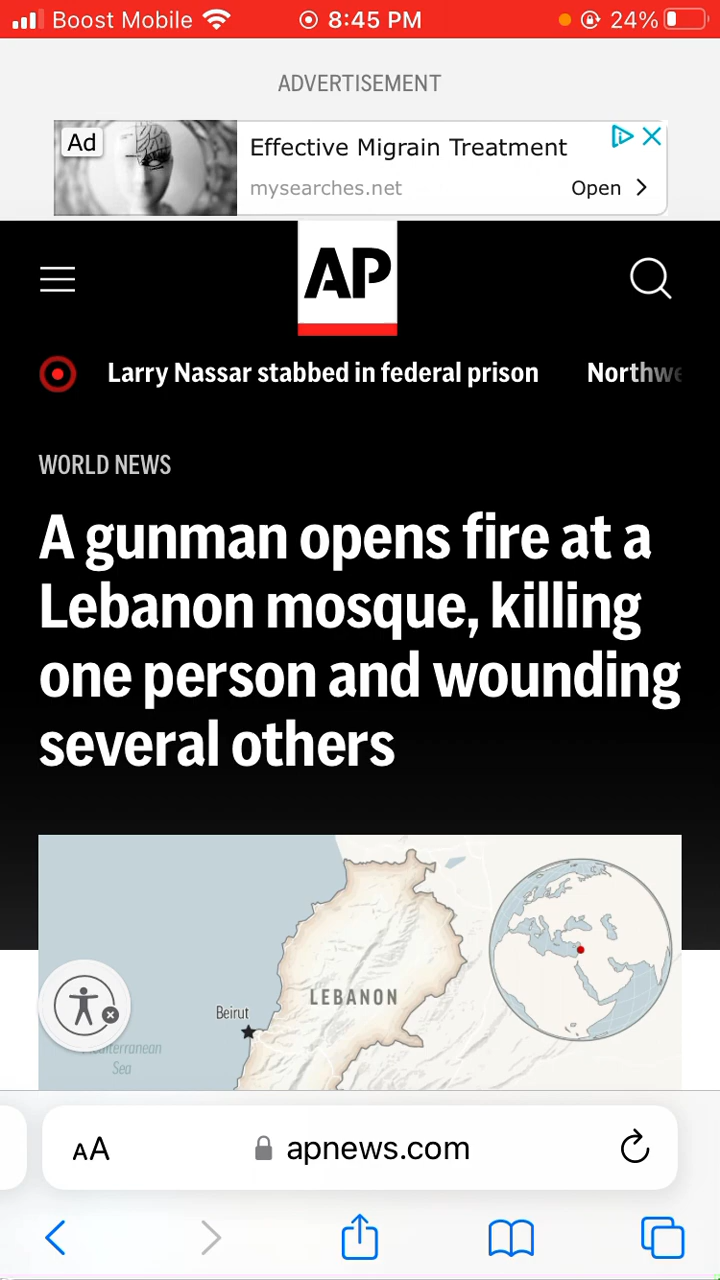 Boost Mobile 8:45 PM 24%
ADVERTISEMENT
Ad
Effective Migrain Treatment
mysearches.net Open
AP
Larry Nassar stabbed in federal prison Northwe
WORLD NEWS
A gunman opens fire at a
Lebanon mosque, killing
one person and wounding
several others
LEBANON
Beirut
Sea
AA apnews.com